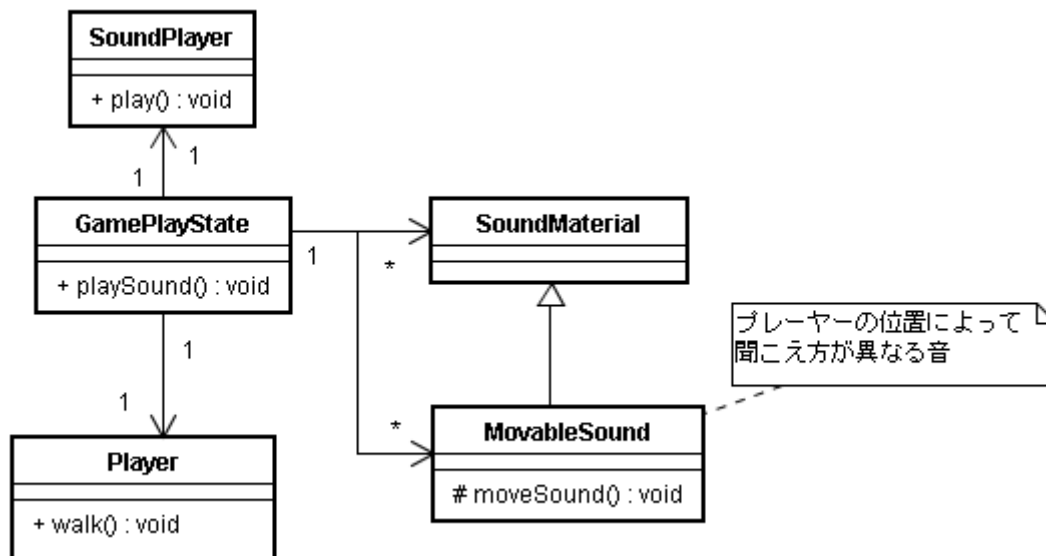 SoundPlayer
+ play() : void
1
1
GamePlayState
+ playSound() : void
1
*
SoundMaterial
プレーヤーの位置によって
聞こえ方が異なる音
1
1
*
MovableSound
# moveSound() : void
Player
+ walk() : void